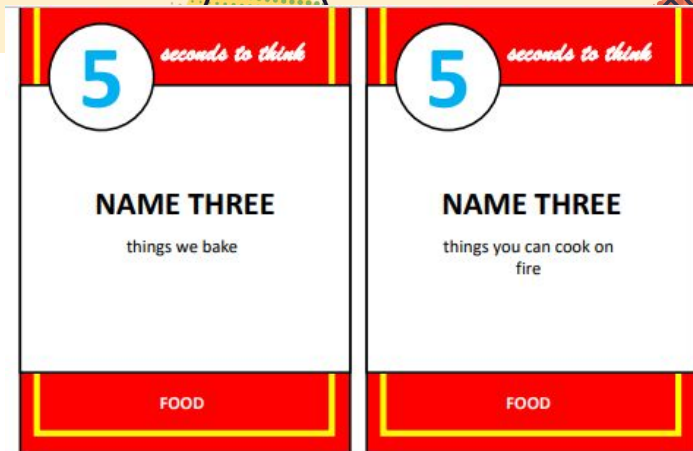 5 seconds to think
NAME THREE
things we bake
FOOD
5 seconds to think
NAME THREE
things you can cook on
fire
FOOD